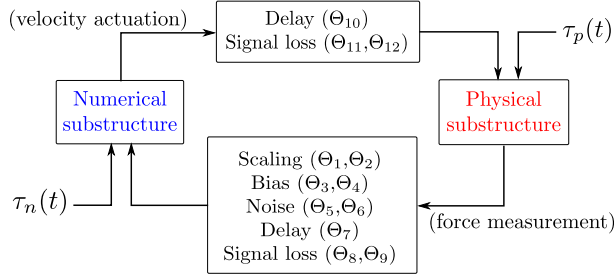 (velocity actuation)
Delay (Θ₁₀)
Signal loss (Θ₁₁,Θ₁₂)
τₚ(t)
Numerical
substructure
Physical
substructure
Scaling (Θ₁,Θ₂)
Bias (Θ₃,Θ₄)
Noise (Θ₅,Θ₆)
Delay (Θ₇)
Signal loss (Θ₈,Θ₉)
τₙ(t)
(force measurement)